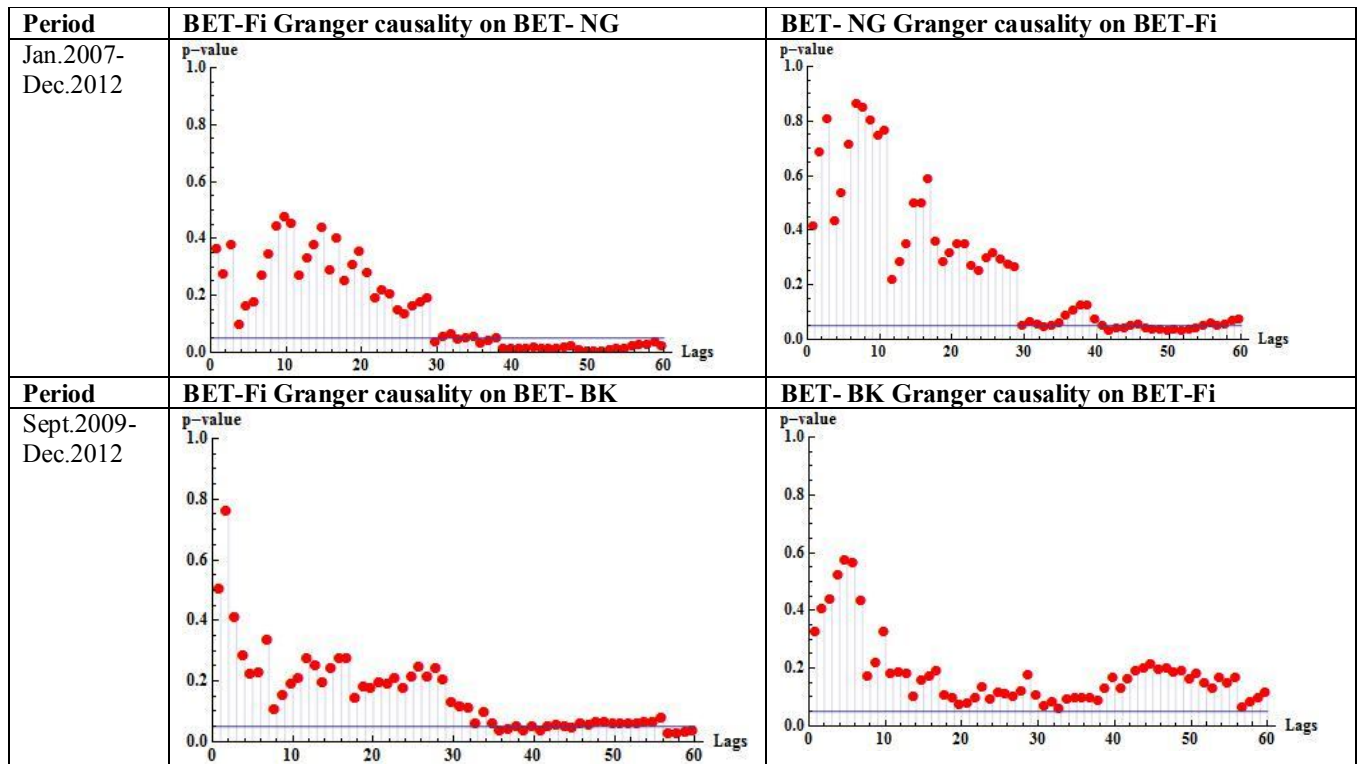 Period BET-Fi Granger causality on BET- NG BET- NG Granger causality on BET-Fi
Jan.2007-
Dec.2012
p-value
1.0
0.8
0.6
0.4
0.2
0.0
0 10 20 30 40 50 60
Lags
p-value
1.0
0.8
0.6
0.4
0.2
0.0
0 10 20 30 40 50 60
Lags
Period BET-Fi Granger causality on BET- BK BET- BK Granger causality on BET-Fi
Sept.2009-
Dec.2012
p-value
1.0
0.8
0.6
0.4
0.2
0.0
0 10 20 30 40 50 60
Lags
p-value
1.0
0.8
0.6
0.4
0.2
0.0
0 10 20 30 40 50 60
Lags